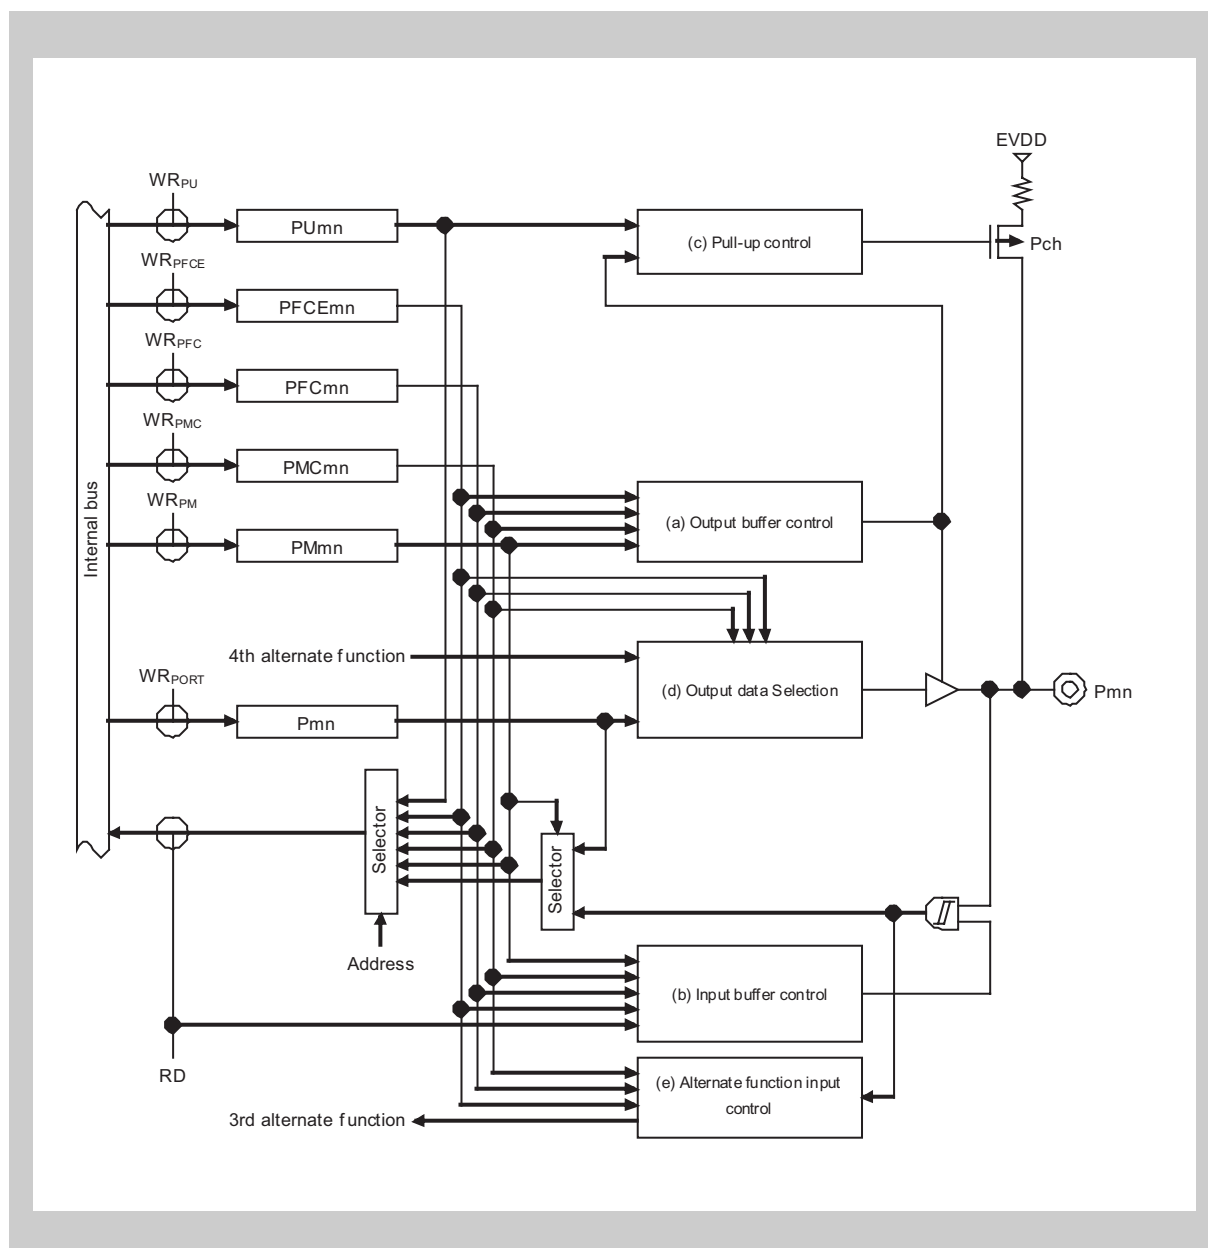 EVDD
WRPU
PUmn
(c) Pull-up control
Pch
WRPFCE
PFCEmn
WRPFC
PFCmn
WRPMC
PMCmn
Internal bus
WRPM
PMmn
(a) Output buffer control
4th alternate function
WRPORT
(d) Output data Selection
Pmn
Pmn
Selector
Selector
Address
(b) Input buffer control
RD
(e) Alternate function input
control
3rd alternate function